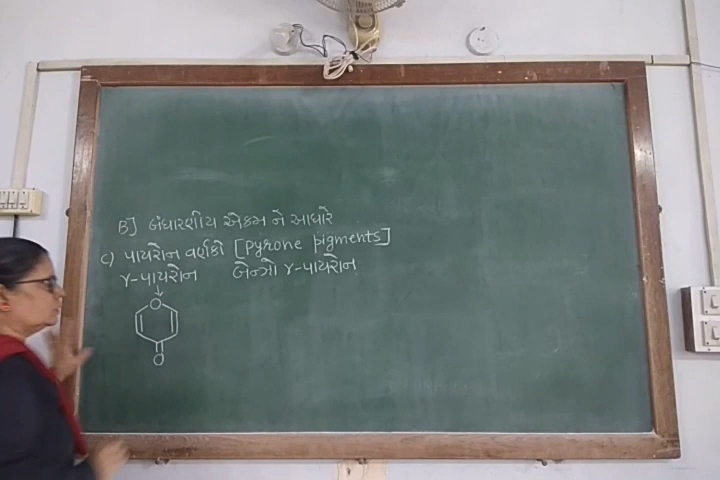 B] બંધારણીય એકમ ને આધારે
c) પાયરોન વર્ણકો [Pyrone pigments]
γ-પાયરોન બેન્ઝો γ-પાયરોન
O
O